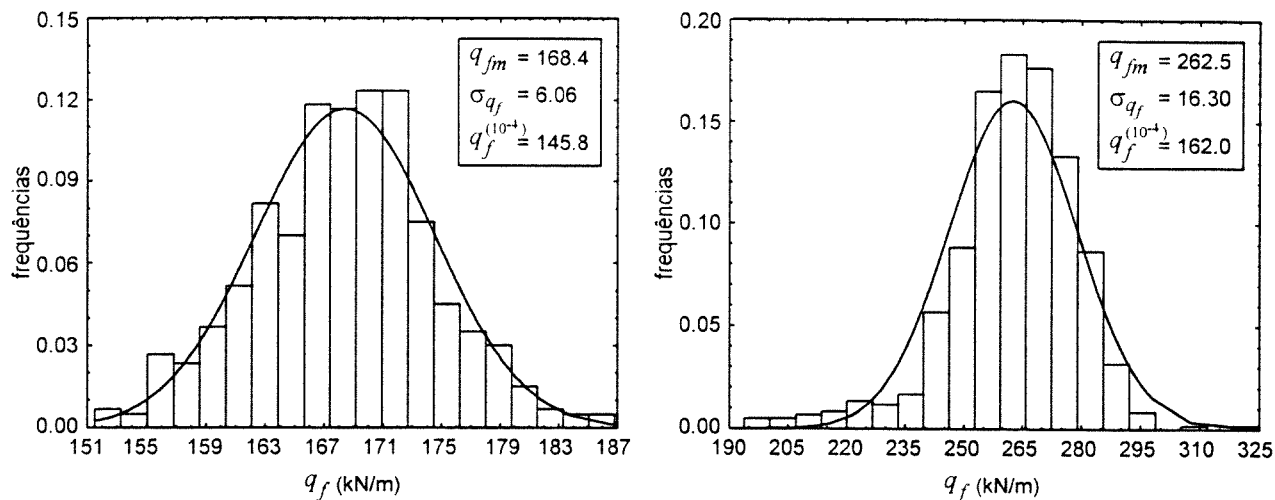 0.15
0.12
0.09
0.06
0.03
0.00
frequências
q_fm = 168.4
σ_q_f = 6.06
q_f^(10⁻⁴) = 145.8
151 155 159 163 167 171 175 179 183 187
q_f (kN/m)
0.20
0.15
0.10
0.05
0.00
frequências
q_fm = 262.5
σ_q_f = 16.30
q_f^(10⁻⁴) = 162.0
190 205 220 235 250 265 280 295 310 325
q_f (kN/m)